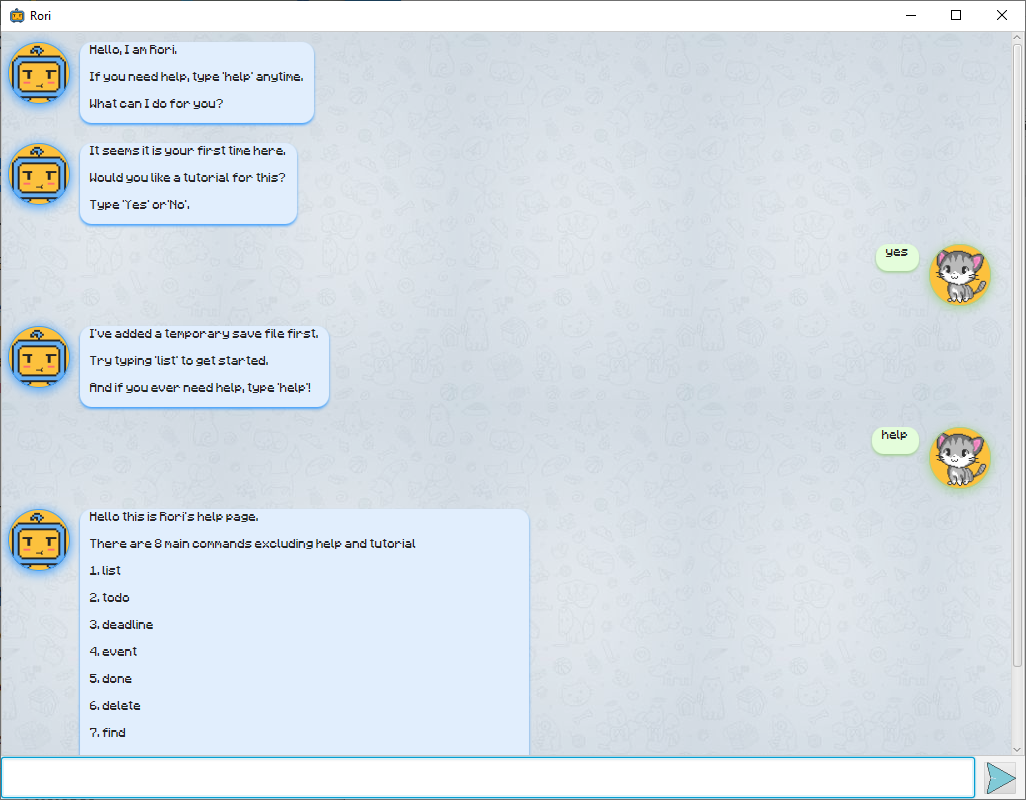 Rori
Hello, I am Rori.
If you need help, type 'help' anytime.
What can I do for you?
It seems it is your first time here.
Would you like a tutorial for this?
Type 'Yes' or 'No'.
yes
I've added a temporary save file first.
Try typing 'list' to get started.
And if you ever need help, type 'help'!
help
Hello this is Rori's help page.
There are 8 main commands excluding help and tutorial
1. list
2. todo
3. deadline
4. event
5. done
6. delete
7. find